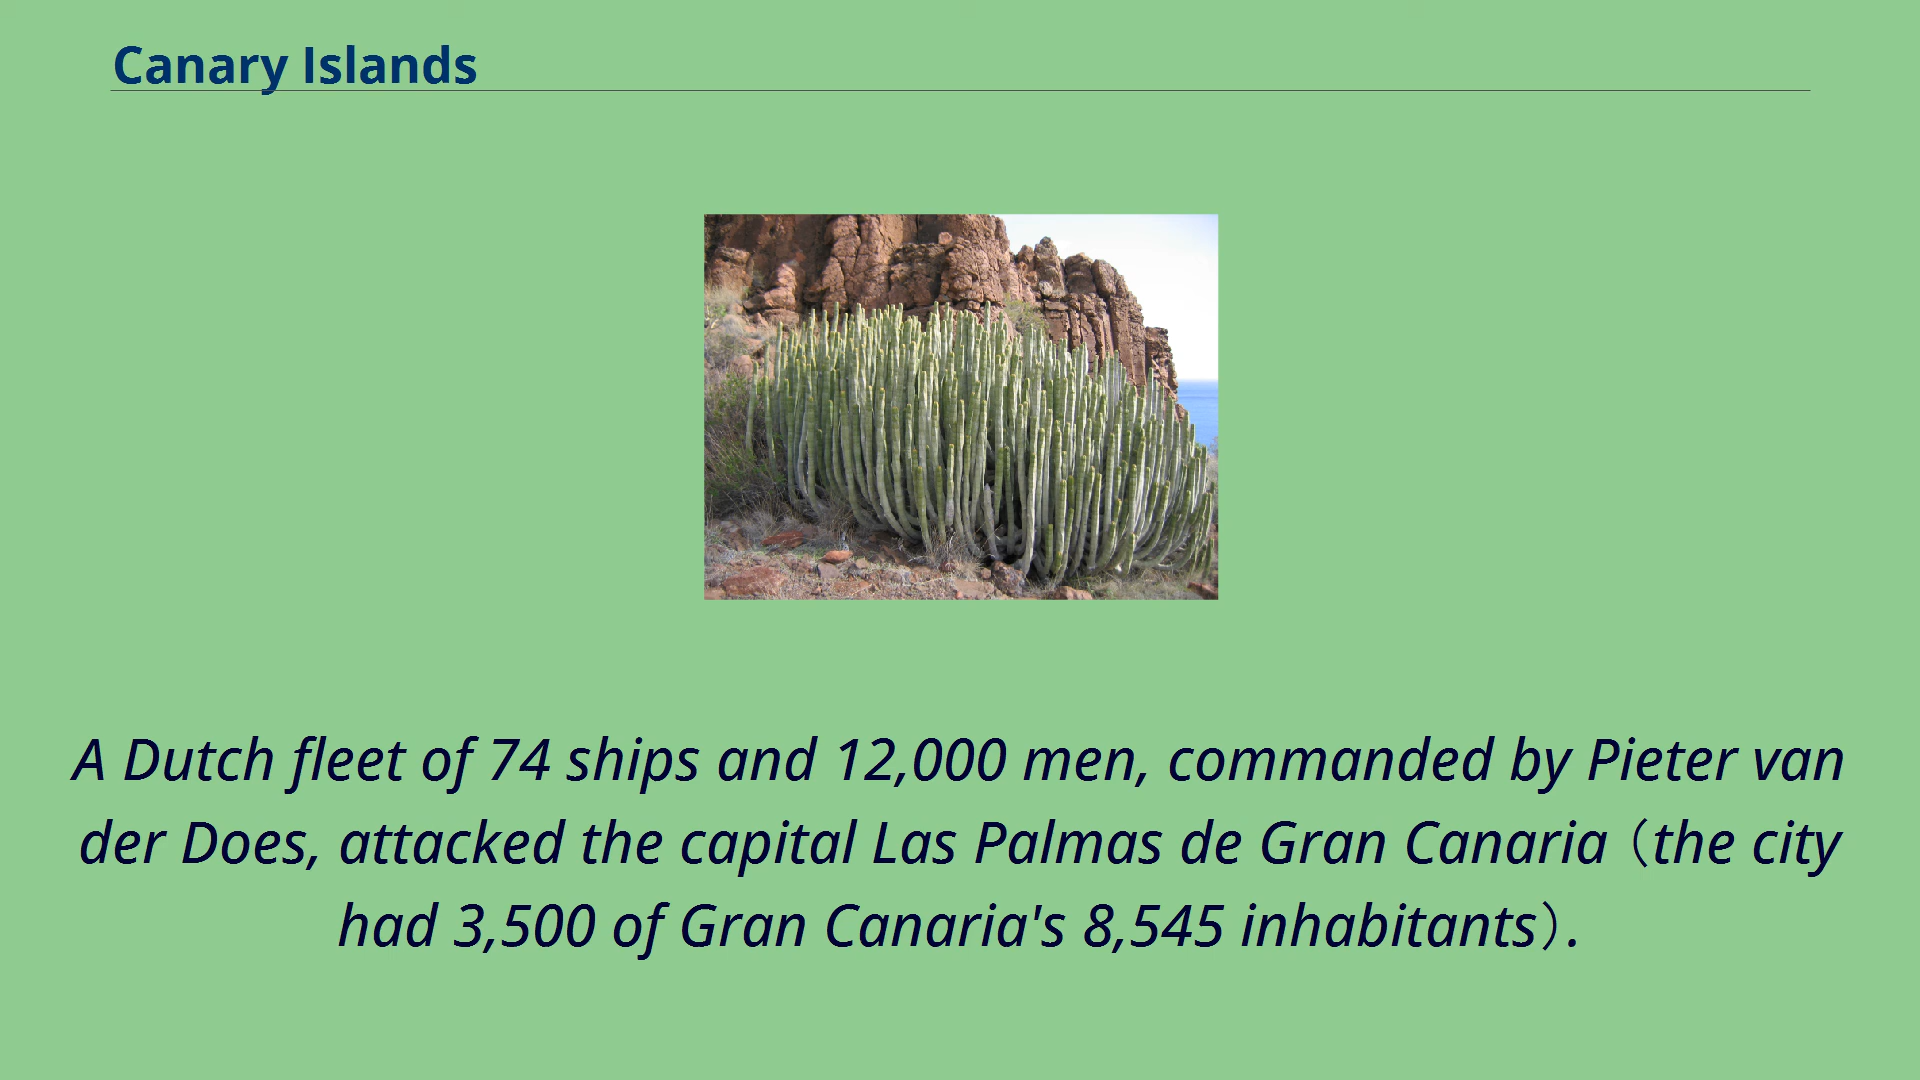 Canary Islands
A Dutch fleet of 74 ships and 12,000 men, commanded by Pieter van
der Does, attacked the capital Las Palmas de Gran Canaria（the city
had 3,500 of Gran Canaria's 8,545 inhabitants）.